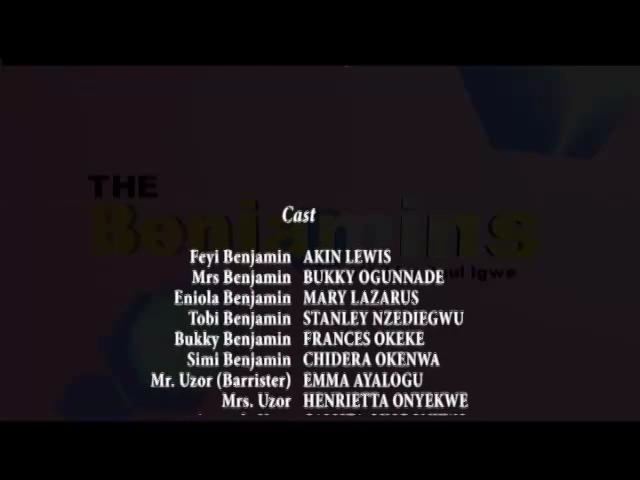 THE
Benjamins
Igwe
Cast
Feyi Benjamin AKIN LEWIS
Mrs Benjamin BUKKY OGUNNADE
Eniola Benjamin MARY LAZARUS
Tobi Benjamin STANLEY NZEDIEGWU
Bukky Benjamin FRANCES OKEKE
Simi Benjamin CHIDERA OKENWA
Mr. Uzor (Barrister) EMMA AYALOGU
Mrs. Uzor HENRIETTA ONYEKWE